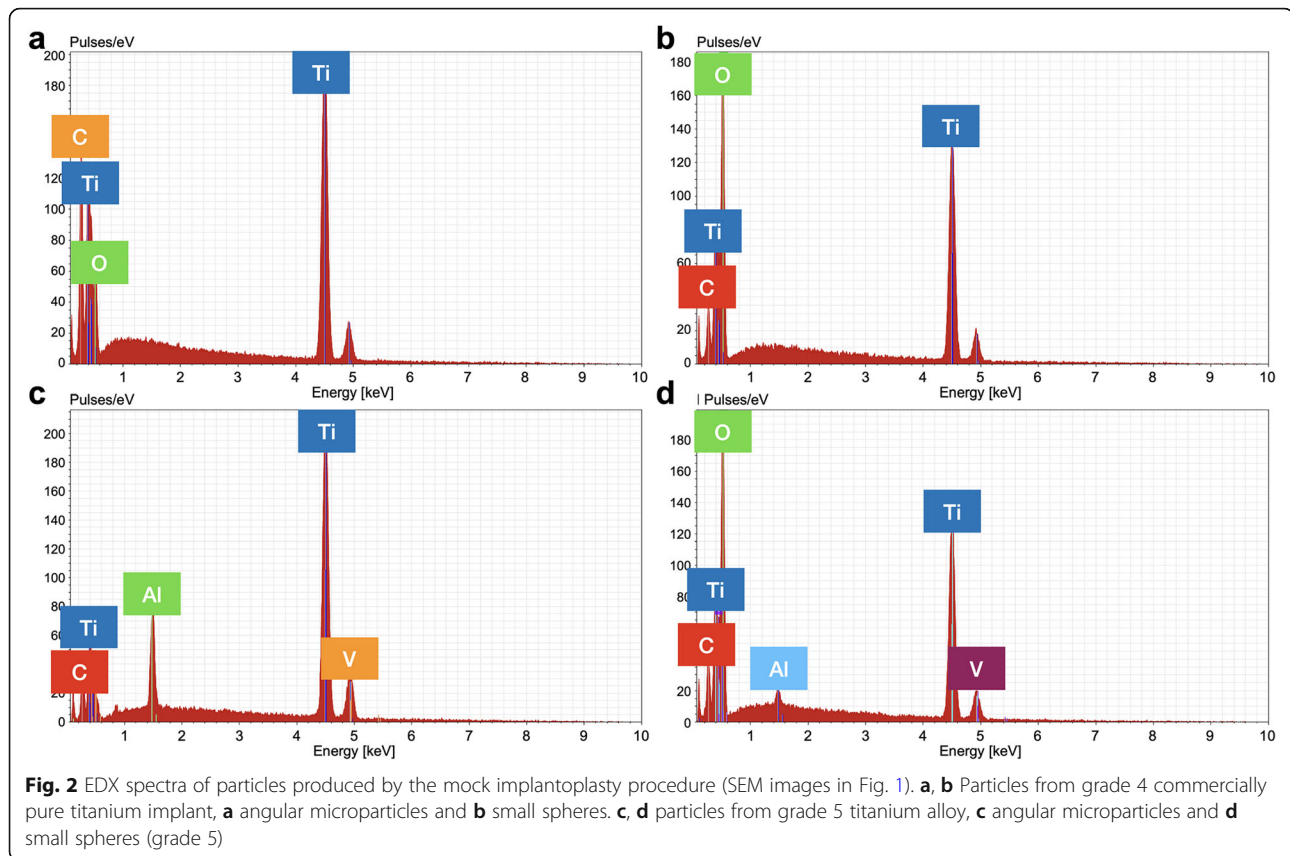 a
Pulses/eV
200
180
120
100
80
60
40
20
0
Ti
C
Ti
O
1 2 3 4 5 6 7 8 9 10
Energy [keV]
b
Pulses/eV
180
160
140
120
100
60
20
0
O
Ti
Ti
C
1 2 3 4 5 6 7 8 9 10
Energy [keV]
c
Pulses/eV
200
180
160
140
120
100
80
60
20
0
Ti
Al
Ti
C
V
1 2 3 4 5 6 7 8 9 10
Energy [keV]
d
Pulses/eV
180
160
140
120
100
80
20
0
O
Ti
Ti
C
Al
V
1 2 3 4 5 6 7 8 9 10
Energy [keV]
Fig. 2 EDX spectra of particles produced by the mock implantoplasty procedure (SEM images in Fig. 1). a, b Particles from grade 4 commercially
pure titanium implant, a angular microparticles and b small spheres. c, d particles from grade 5 titanium alloy, c angular microparticles and d
small spheres (grade 5)